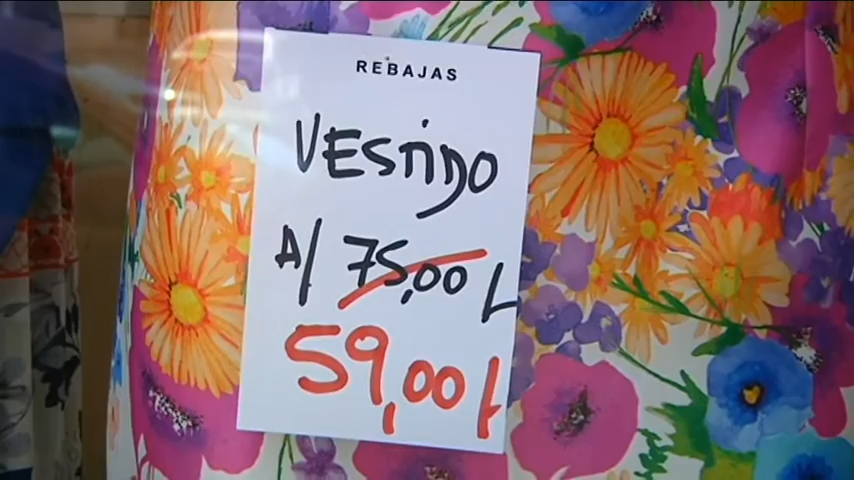 REBAJAS
VESTIDO
A/ 75,00 €
59,00 €